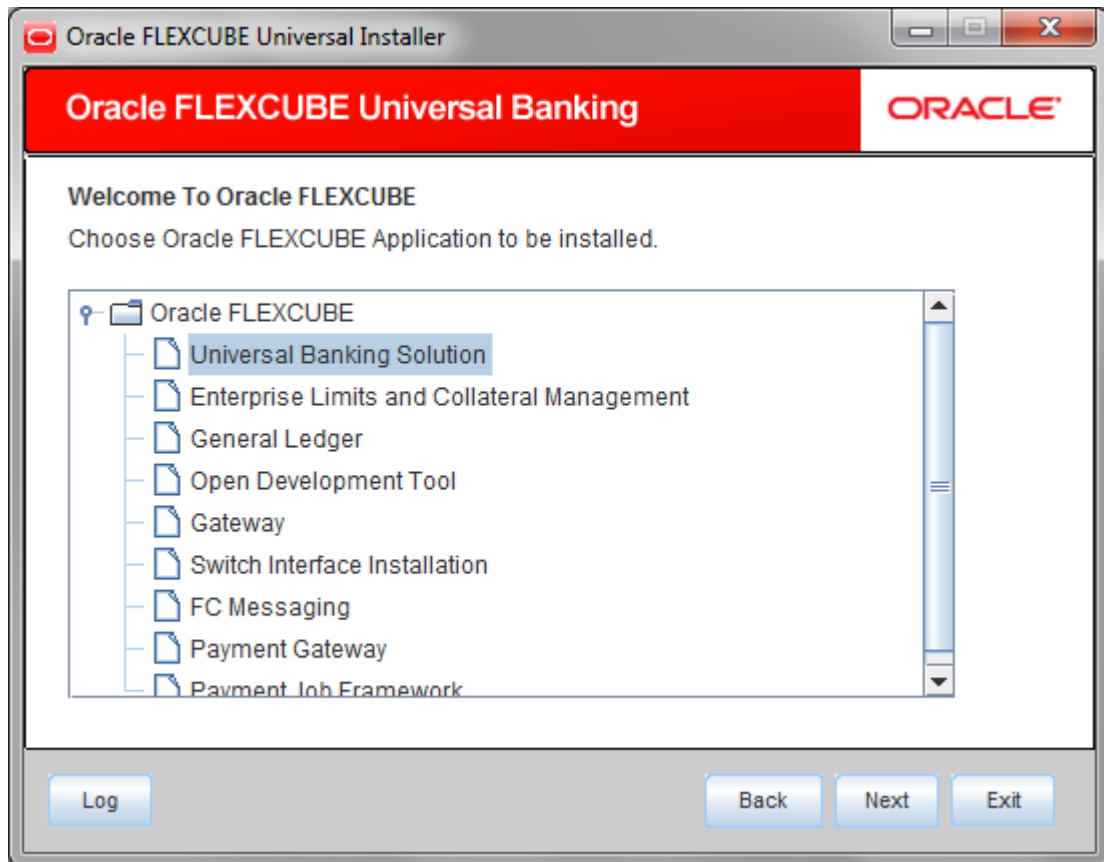 Oracle FLEXCUBE Universal Installer
Oracle FLEXCUBE Universal Banking
ORACLE
Welcome To Oracle FLEXCUBE
Choose Oracle FLEXCUBE Application to be installed.
Oracle FLEXCUBE
Universal Banking Solution
Enterprise Limits and Collateral Management
General Ledger
Open Development Tool
Gateway
Switch Interface Installation
FC Messaging
Payment Gateway
Payment Job Framework
Log
Back
Next
Exit